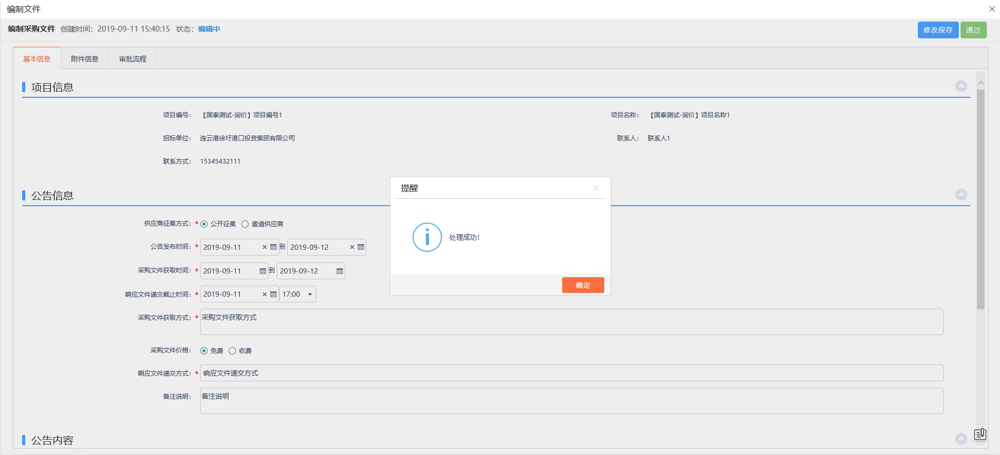 编制文件
编制采购文件 创建时间：2019-09-11 15:40:15 状态：编辑中
修改保存 通过
基本信息 附件信息 审批流程
项目信息
项目编号： 【国泰测试-询价】项目编号1 项目名称： 【国泰测试-询价】项目名称1
招标单位： 连云港徐圩港口投资集团有限公司 联系人： 联系人1
联系方式： 15345432111
公告信息
供应商征集方式：* 公开征集 邀请供应商
公告发布时间：* 2019-09-11 到 2019-09-12
采购文件获取时间：* 2019-09-11 到 2019-09-12
响应文件递交截止时间：* 2019-09-11 17:00
采购文件获取方式：* 采购文件获取方式
采购文件价格： 免费 收费
响应文件递交方式：* 响应文件递交方式
备注说明： 备注说明
公告内容
提醒
处理成功！
确定